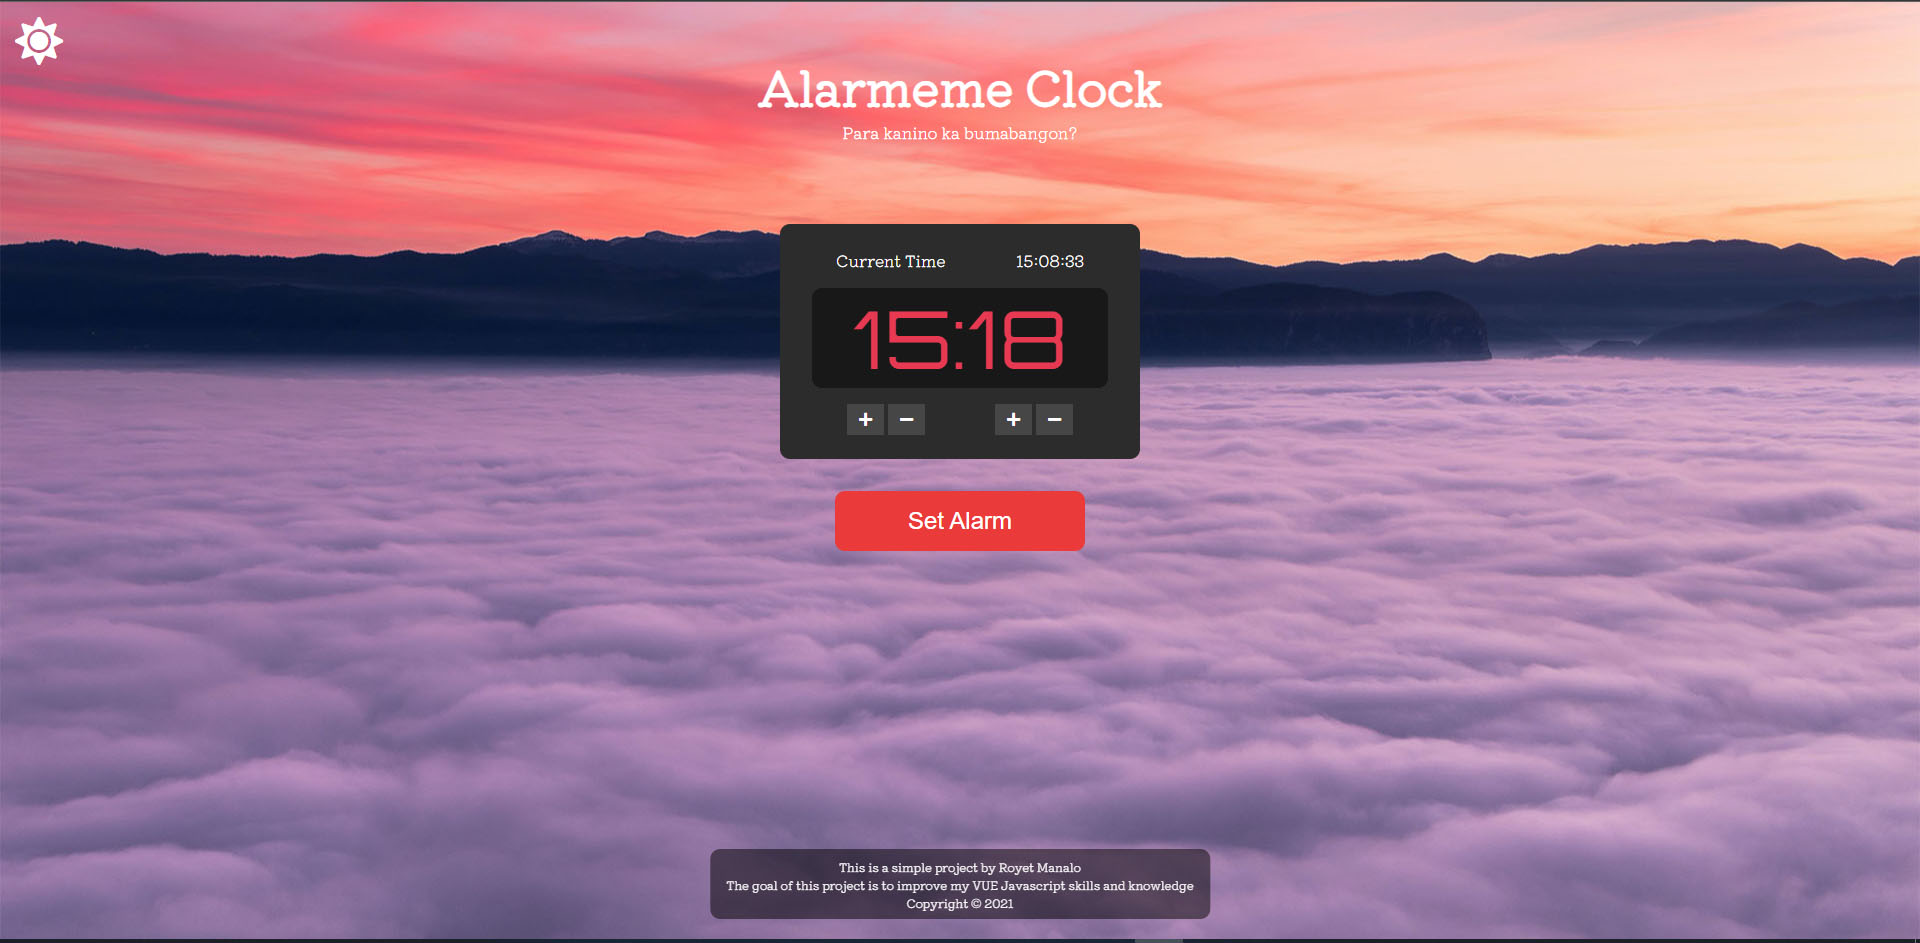 Alarmeme Clock
Para kanino ka bumabangon?
Current Time 15:08:33
15:18
+ − + −
Set Alarm
This is a simple project by Royet Manalo
The goal of this project is to improve my VUE Javascript skills and knowledge
Copyright © 2021